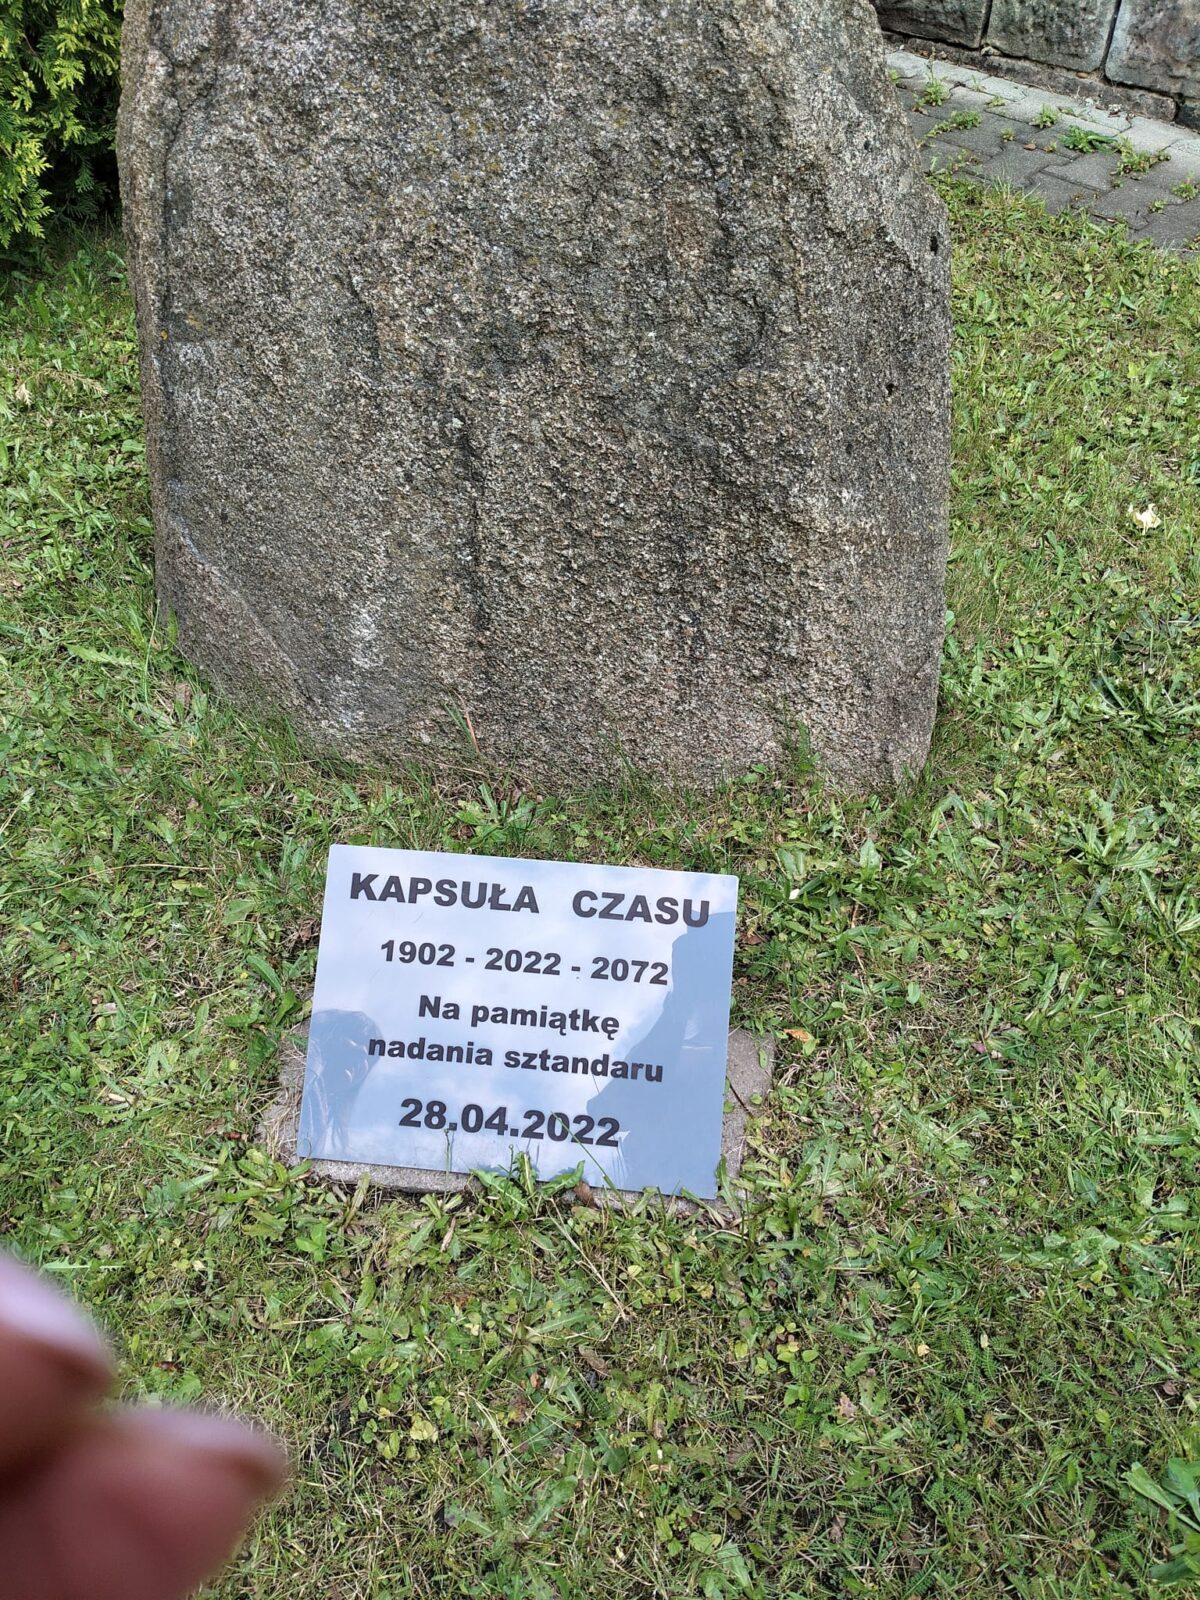 KAPSUŁA CZASU
1902 - 2022 - 2072
Na pamiątkę
nadania sztandaru
28.04.2022